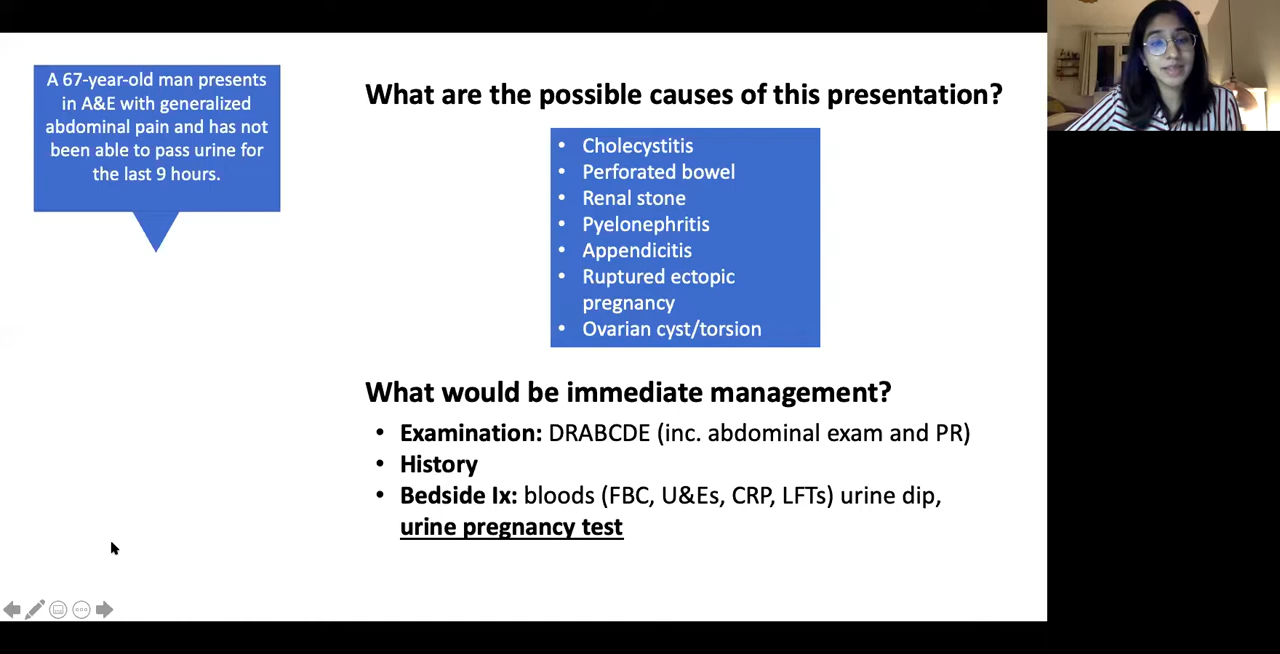 A 67-year-old man presents
in A&E with generalized
abdominal pain and has not
been able to pass urine for
the last 9 hours.
What are the possible causes of this presentation?
• Cholecystitis
• Perforated bowel
• Renal stone
• Pyelonephritis
• Appendicitis
• Ruptured ectopic
pregnancy
• Ovarian cyst/torsion
What would be immediate management?
• Examination: DRABCDE (inc. abdominal exam and PR)
• History
• Bedside Ix: bloods (FBC, U&Es, CRP, LFTs) urine dip,
urine pregnancy test